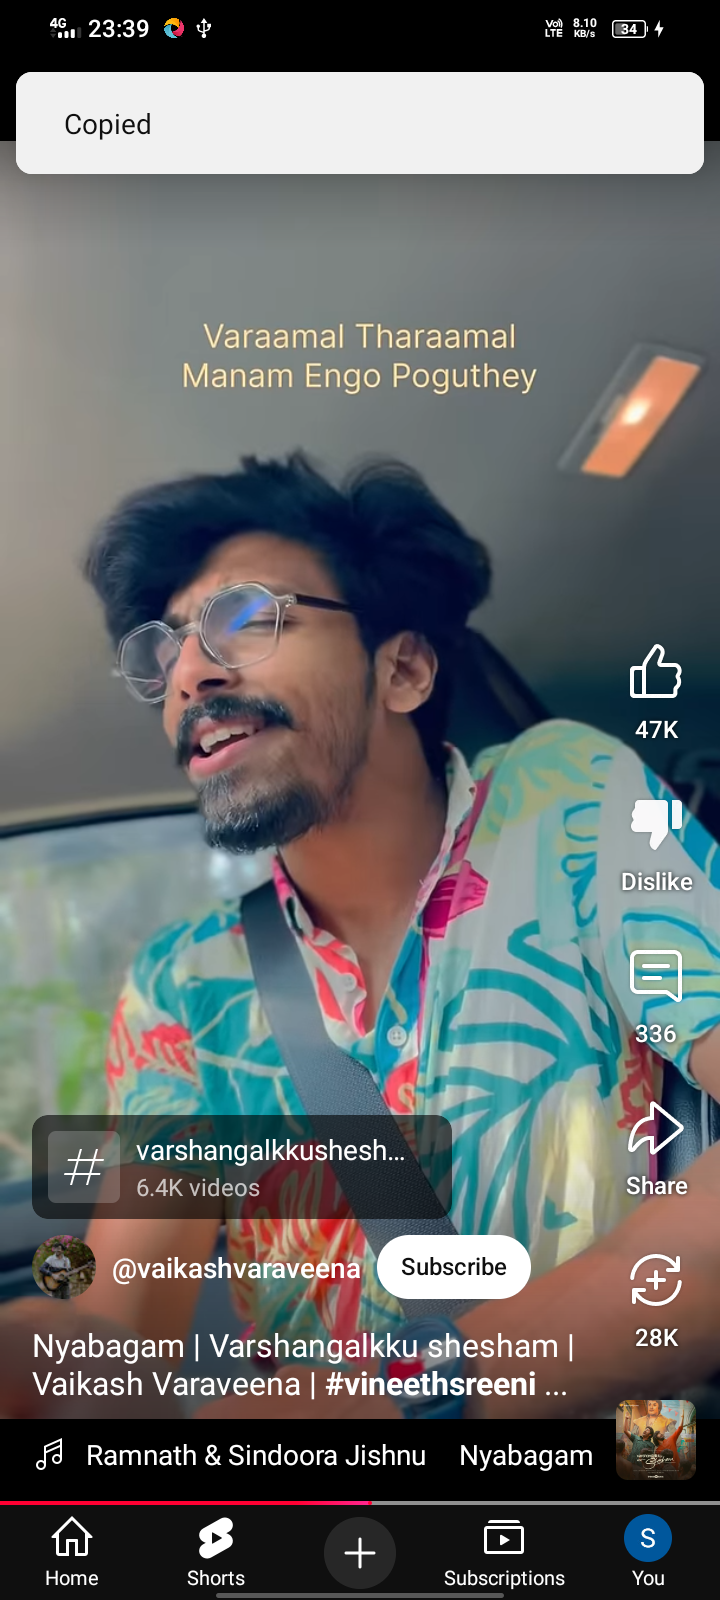 4G 23:39 Vo) LTE 8.10 KB/s 34
Copied
Varaamal Tharaamal
Manam Engo Poguthey
47K
Dislike
336
Share
28K
#
varshangalkkushesh...
6.4K videos
@vaikashvaraveena Subscribe
Nyabagam | Varshangalkku shesham |
Vaikash Varaveena | #vineethsreeni ...
Ramnath & Sindoora Jishnu Nyabagam
Home Shorts Subscriptions S You